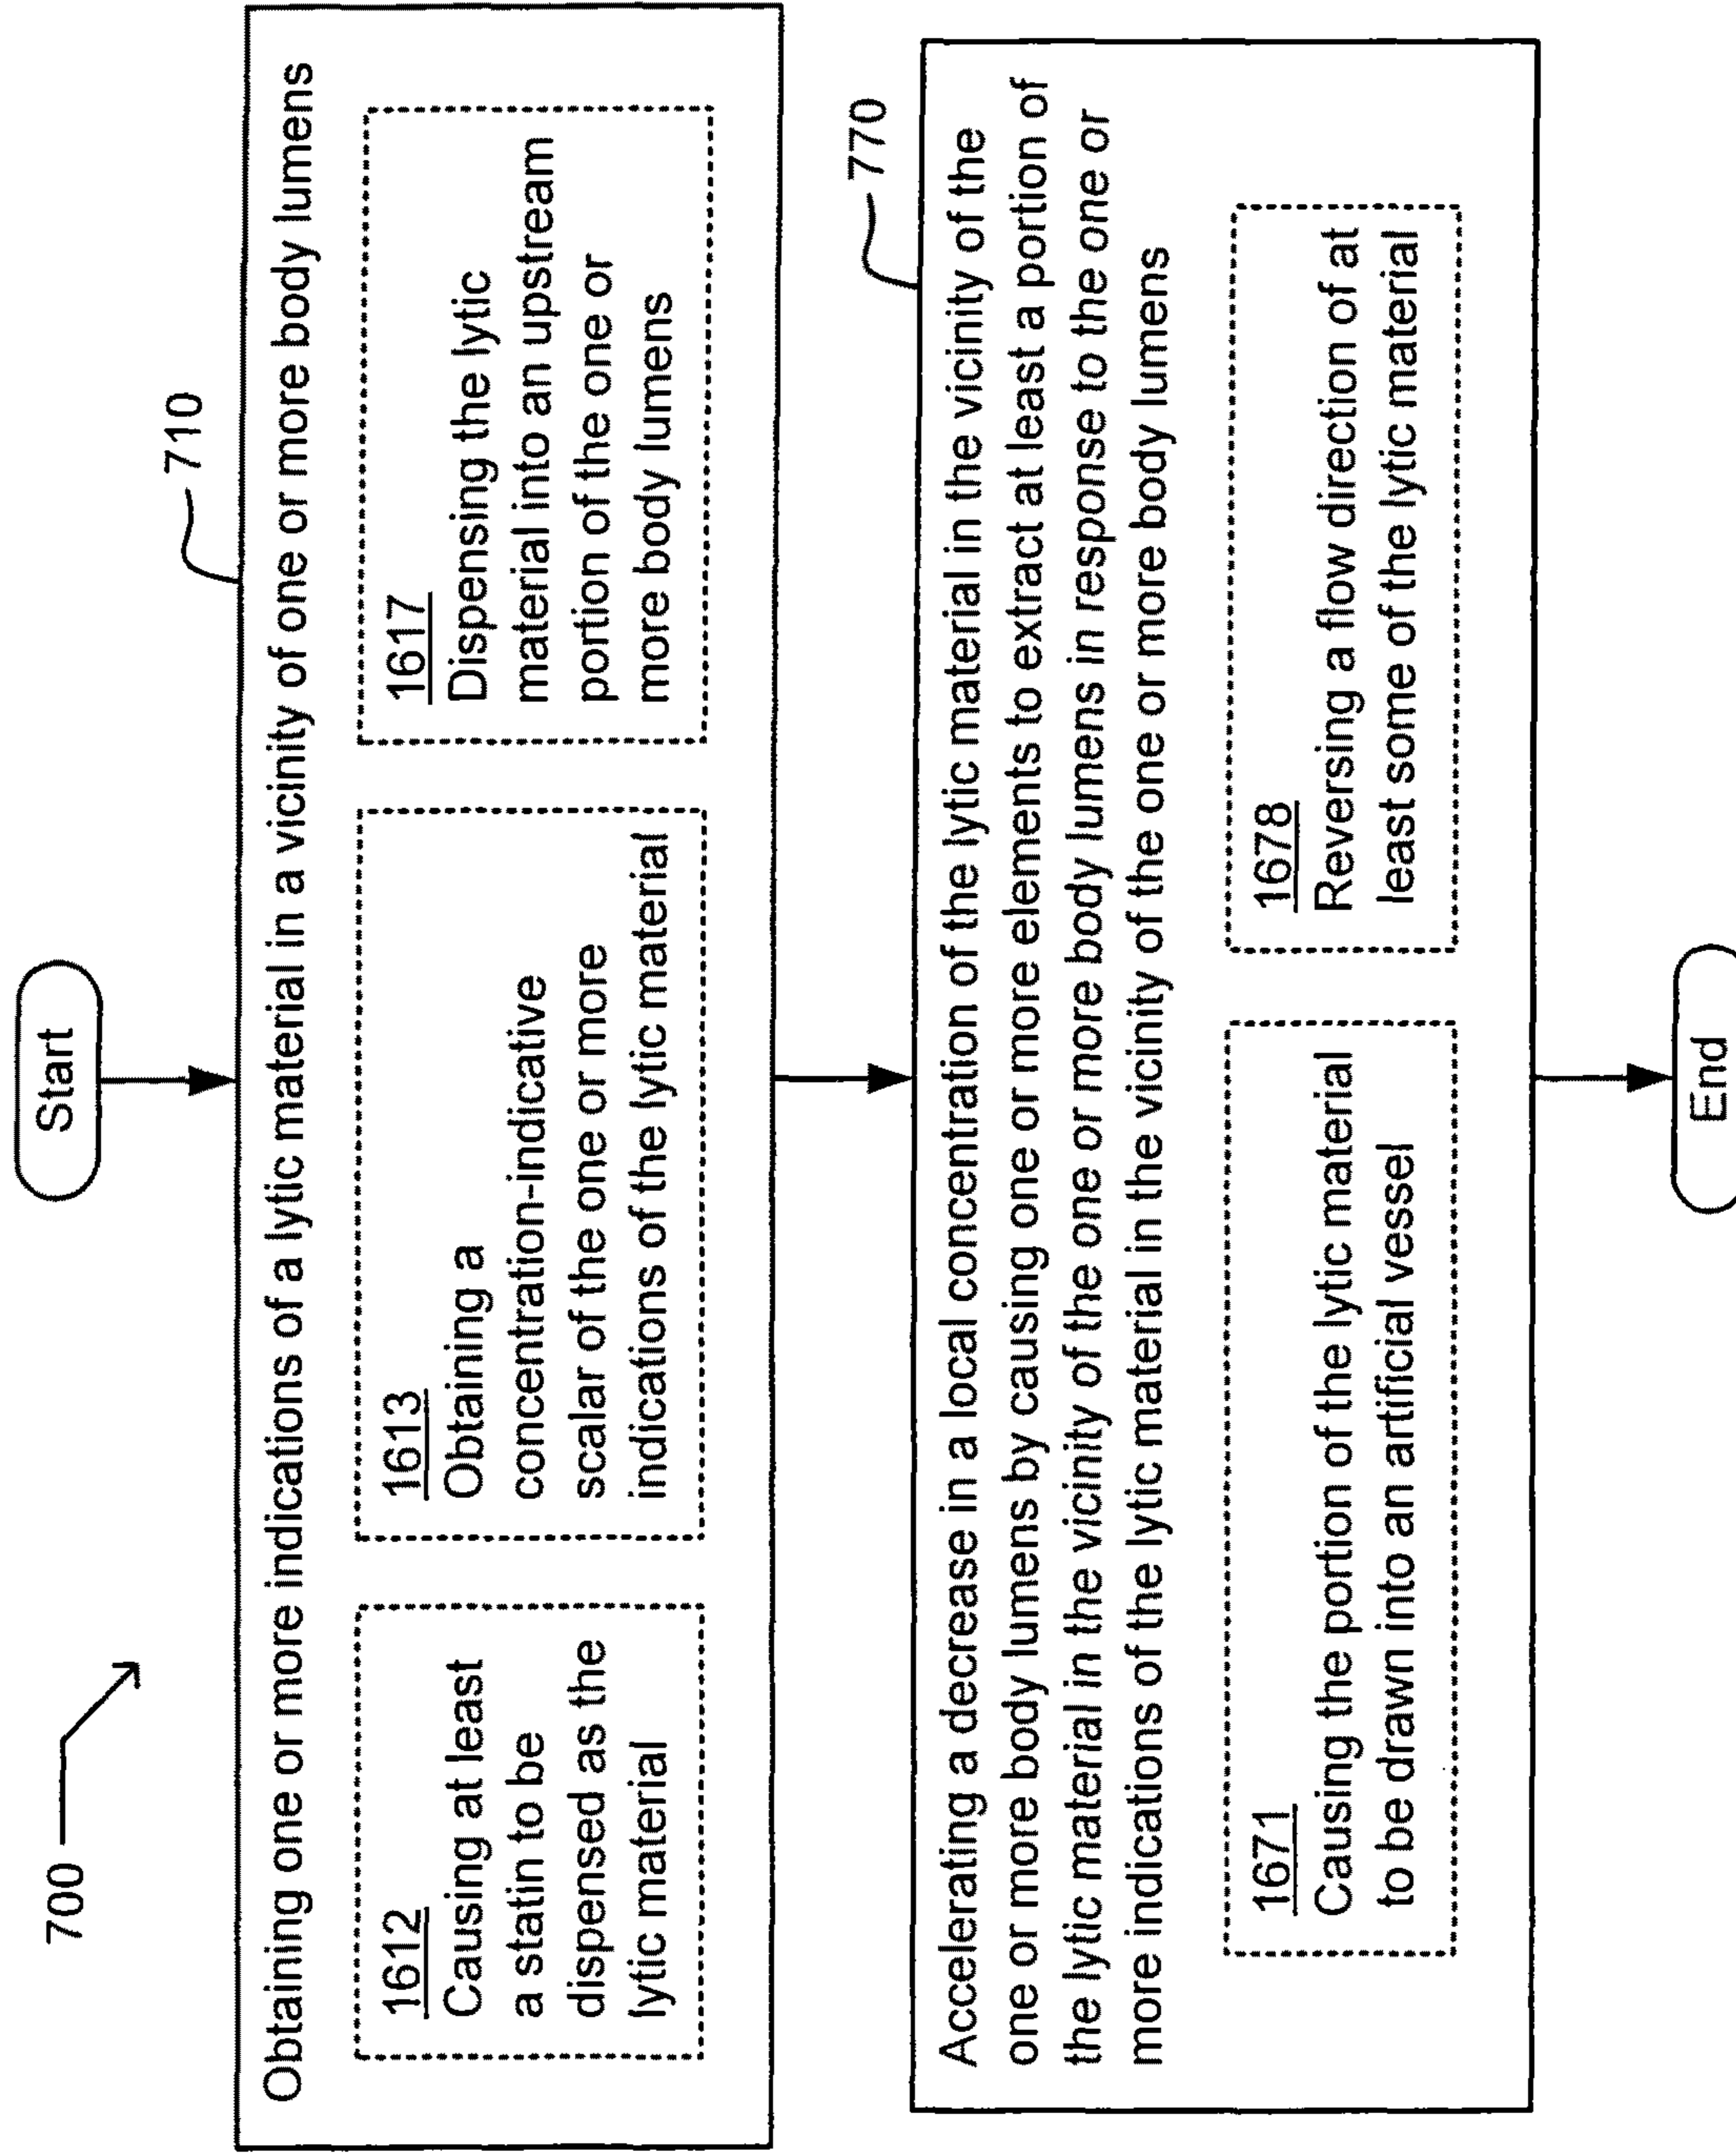 700
Start
710
Obtaining one or more indications of a lytic material in a vicinity of one or more body lumens
1612
Causing at least
a statin to be
dispensed as the
lytic material
1613
Obtaining a
concentration-indicative
scalar of the one or more
indications of the lytic material
1617
Dispensing the lytic
material into an upstream
portion of the one or
more body lumens
770
Accelerating a decrease in a local concentration of the lytic material in the vicinity of the
one or more body lumens by causing one or more elements to extract at least a portion of
the lytic material in the vicinity of the one or more body lumens in response to the one or
more indications of the lytic material in the vicinity of the one or more body lumens
1671
Causing the portion of the lytic material
to be drawn into an artificial vessel
1678
Reversing a flow direction of at
least some of the lytic material
End